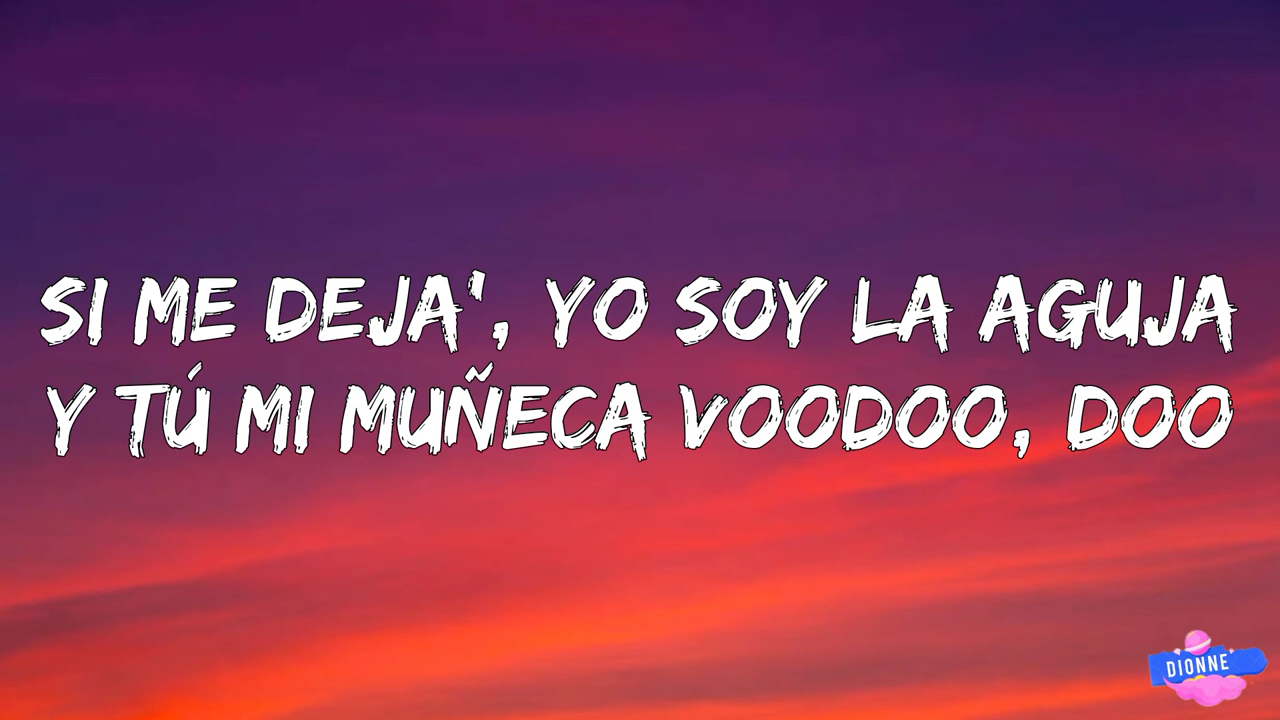 SI ME DEJA', YO SOY LA AGUJA
Y TÚ MI MUÑECA VOODOO, DOO
DIONNE